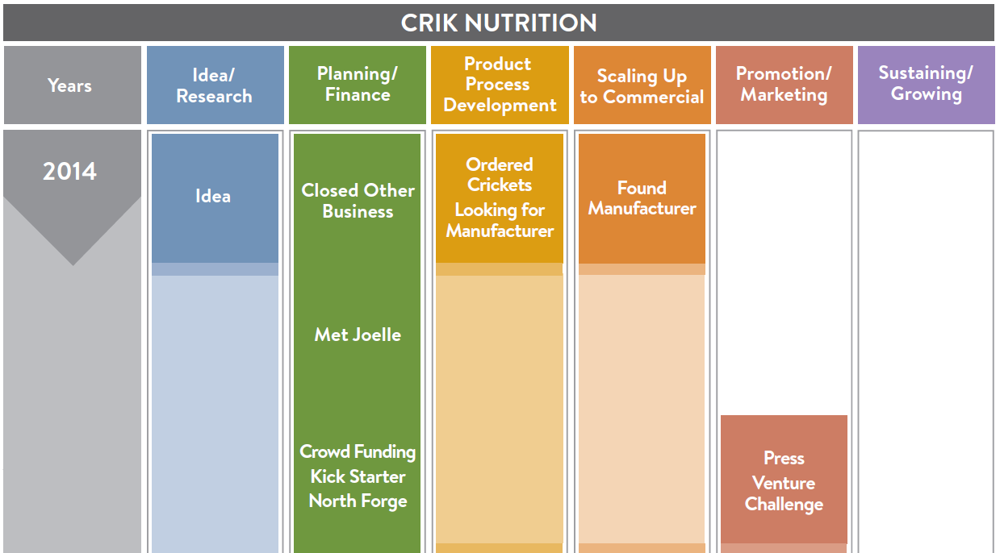 CRIK NUTRITION
Years
Idea/
Research
Planning/
Finance
Product
Process
Development
Scaling Up
to Commercial
Promotion/
Marketing
Sustaining/
Growing
2014
Idea
Closed Other
Business
Met Joelle
Crowd Funding
Kick Starter
North Forge
Ordered
Crickets
Looking for
Manufacturer
Found
Manufacturer
Press
Venture
Challenge